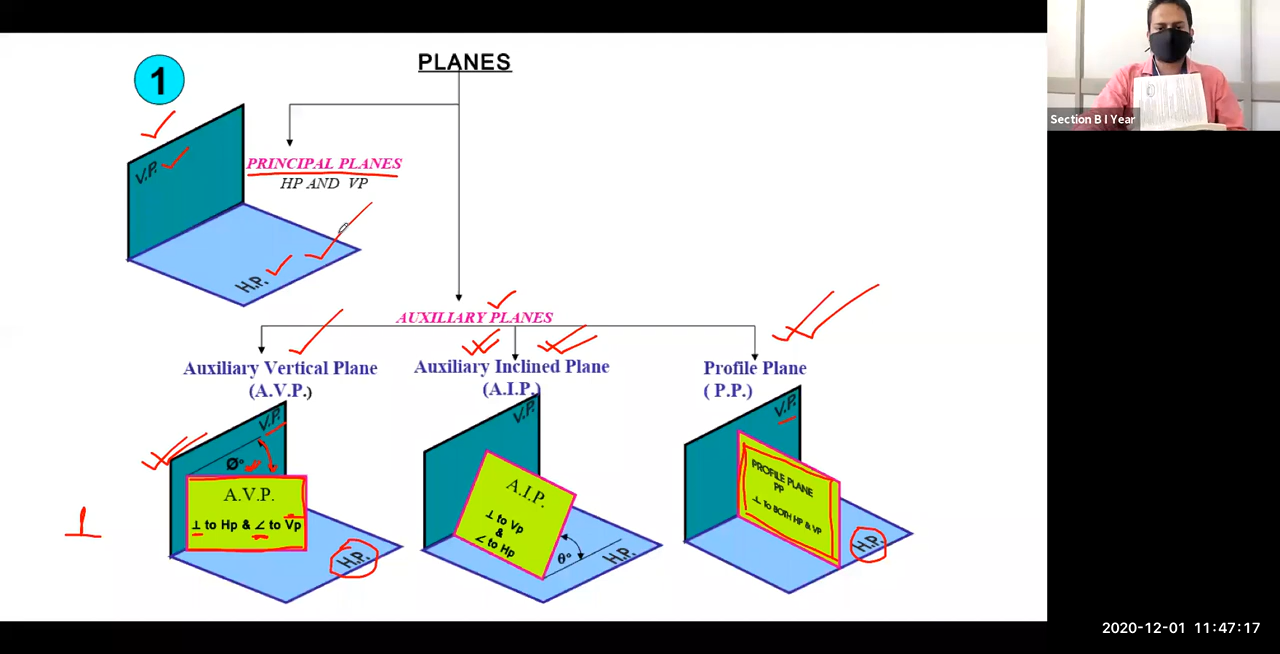 PLANES
1
V.P.
PRINCIPAL PLANES
HP AND VP
H.P.
AUXILIARY PLANES
Auxiliary Vertical Plane
(A.V.P.)
Auxiliary Inclined Plane
(A.I.P.)
Profile Plane
( P.P.)
V.P.
Ø°
A.V.P.
⊥ to Hp & ∠ to Vp
H.P.
⊥
V.P.
A.I.P.
⊥ to Vp
&
∠ to Hp
θ°
H.P.
V.P.
PROFILE PLANE
PP
⊥ To BOTH HP & VP
H.P.
Section B I Year
2020-12-01 11:47:17